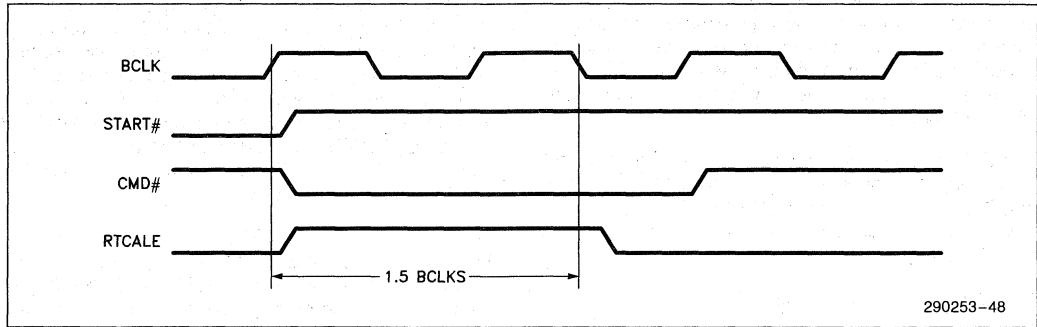 BCLK
START#
CMD#
RTCALE
1.5 BCLKS
290253-48